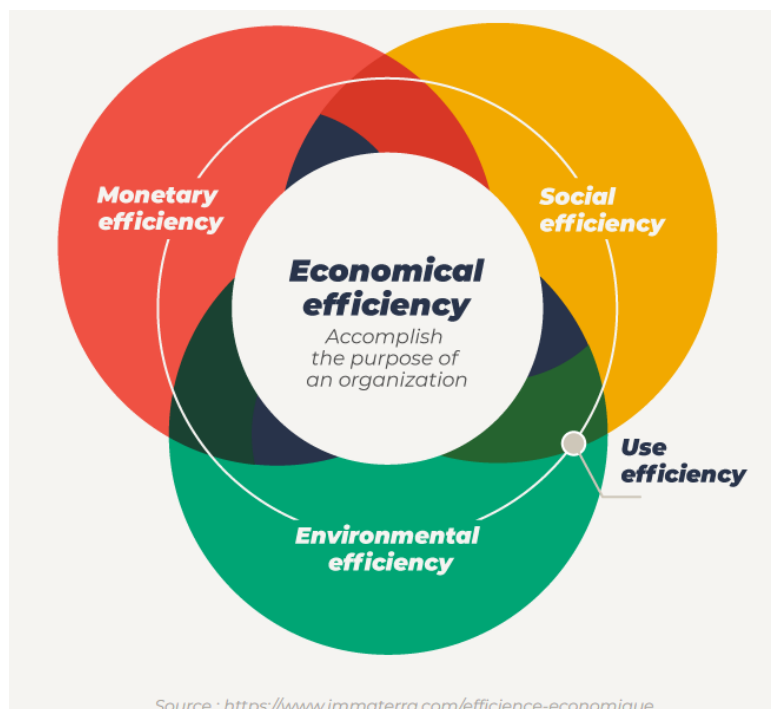 Monetary
efficiency
Social
efficiency
Economical
efficiency
Accomplish
the purpose of
an organization
Use
efficiency
Environmental
efficiency
Source : https://www.immaterra.com/efficience-economique